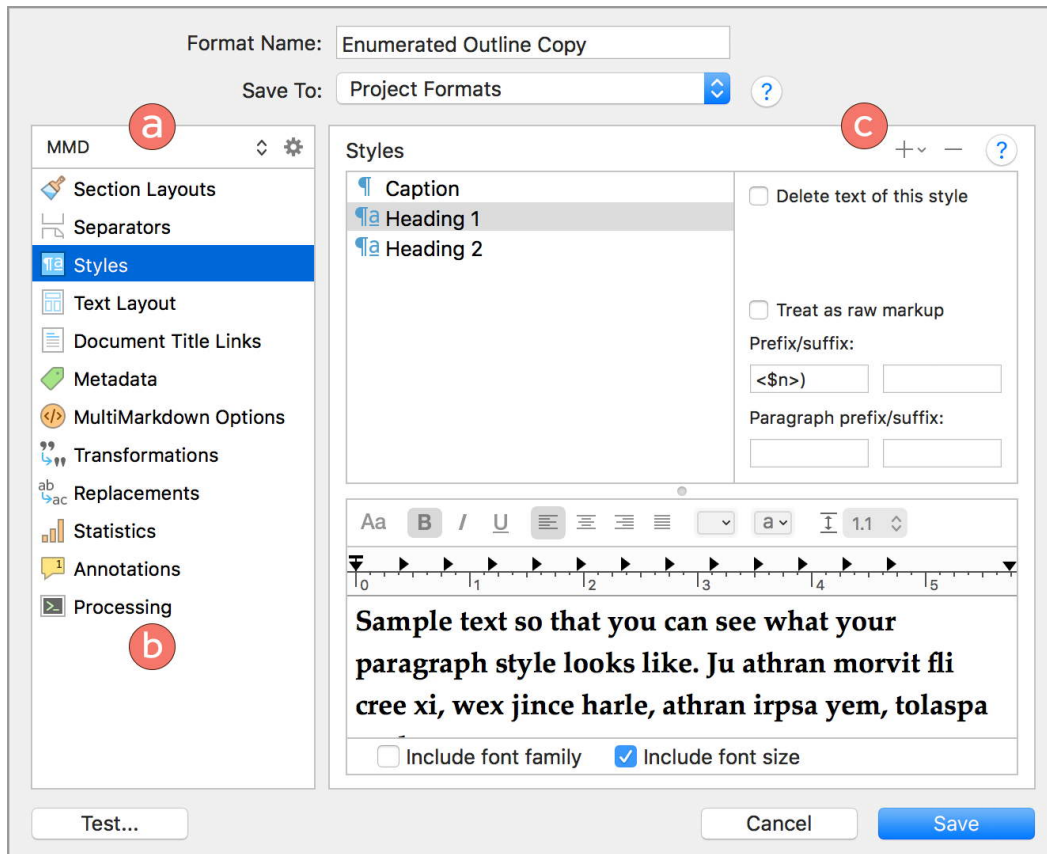 Format Name: Enumerated Outline Copy
Save To: Project Formats ?
a
MMD
Section Layouts
Separators
Styles
Text Layout
Document Title Links
Metadata
MultiMarkdown Options
Transformations
ab
ac Replacements
Statistics
1 Annotations
Processing
b
c
Styles + − ?
¶ Caption
¶a Heading 1
¶a Heading 2
Delete text of this style
Treat as raw markup
Prefix/suffix:
<$n>)
Paragraph prefix/suffix:
Aa B I U a 1.1
0 1 2 3 4 5
Sample text so that you can see what your
paragraph style looks like. Ju athran morvit fli
cree xi, wex jince harle, athran irpsa yem, tolaspa
Include font family Include font size
Test... Cancel Save